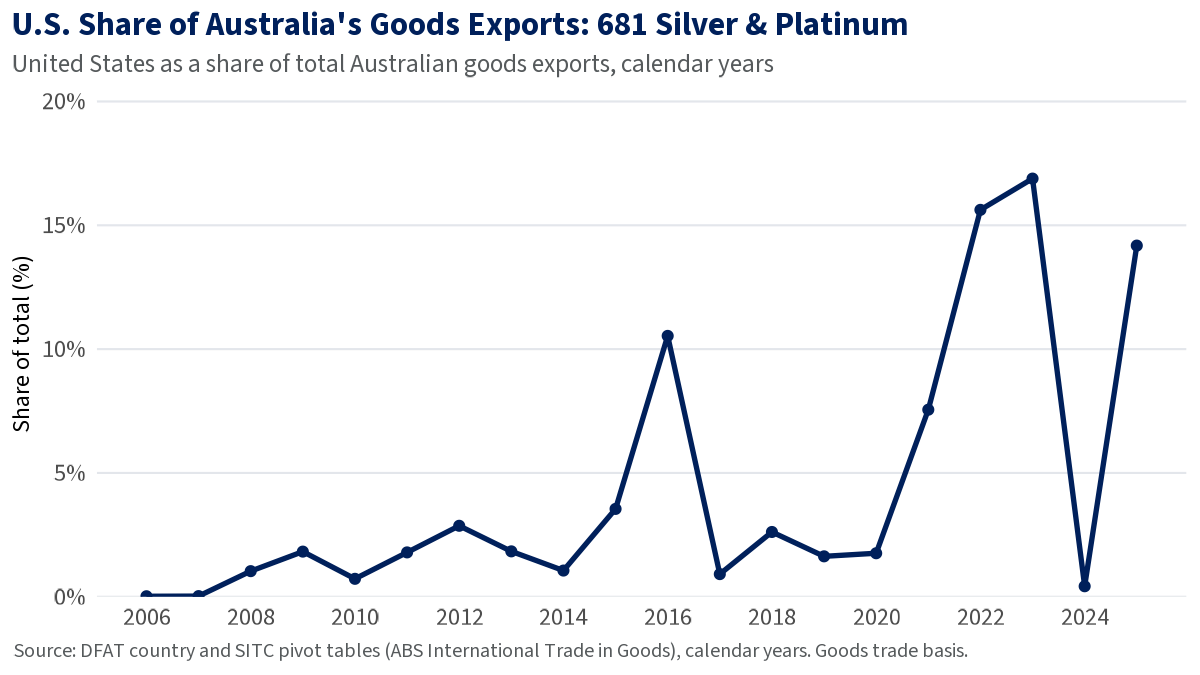 U.S. Share of Australia's Goods Exports: 681 Silver & Platinum
United States as a share of total Australian goods exports, calendar years
Share of total (%)
20%
15%
10%
5%
0%
2006 2008 2010 2012 2014 2016 2018 2020 2022 2024
Source: DFAT country and SITC pivot tables (ABS International Trade in Goods), calendar years. Goods trade basis.